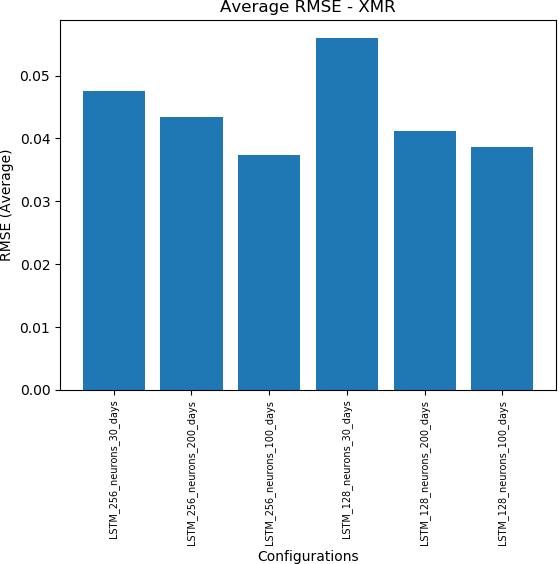 Average RMSE - XMR
RMSE (Average)
0.05
0.04
0.03
0.02
0.01
0.00
LSTM_256_neurons_30_days
LSTM_256_neurons_200_days
LSTM_256_neurons_100_days
LSTM_128_neurons_30_days
LSTM_128_neurons_200_days
LSTM_128_neurons_100_days
Configurations